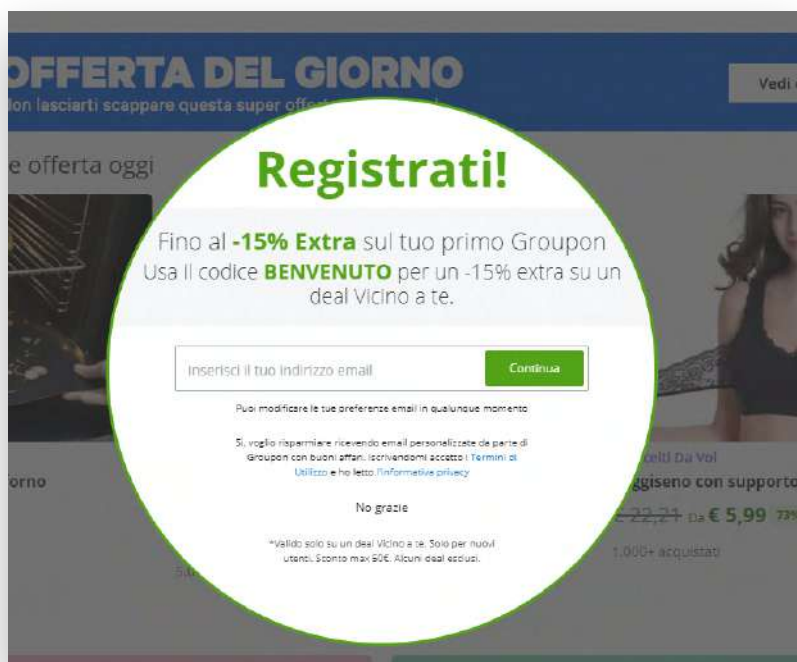 OFFERTA DEL GIORNO
lasciarti scappare questa super
Vedi
e offerta oggi
Registrati!
Fino al -15% Extra sul tuo primo Groupon
Usa il codice BENVENUTO per un -15% extra su un
deal Vicino a te.
Inserisci il tuo indirizzo email
Continua
Puoi modificare le tue preferenze email in qualunque momento
Sì, voglio risparmiare ricevendo email personalizzate da parte di
Groupon con buoni affari. Iscrivendomi accetto i Termini di
Utilizzo e ho letto l'informativa privacy
No grazie
*Valido solo su un deal Vicino a te. Solo per nuovi
utenti. Sconto max 50€. Alcuni deal esclusi.
orno
Da Voi
con supporto
€ 22,21 Da € 5,99 73%
1.000+ acquistati